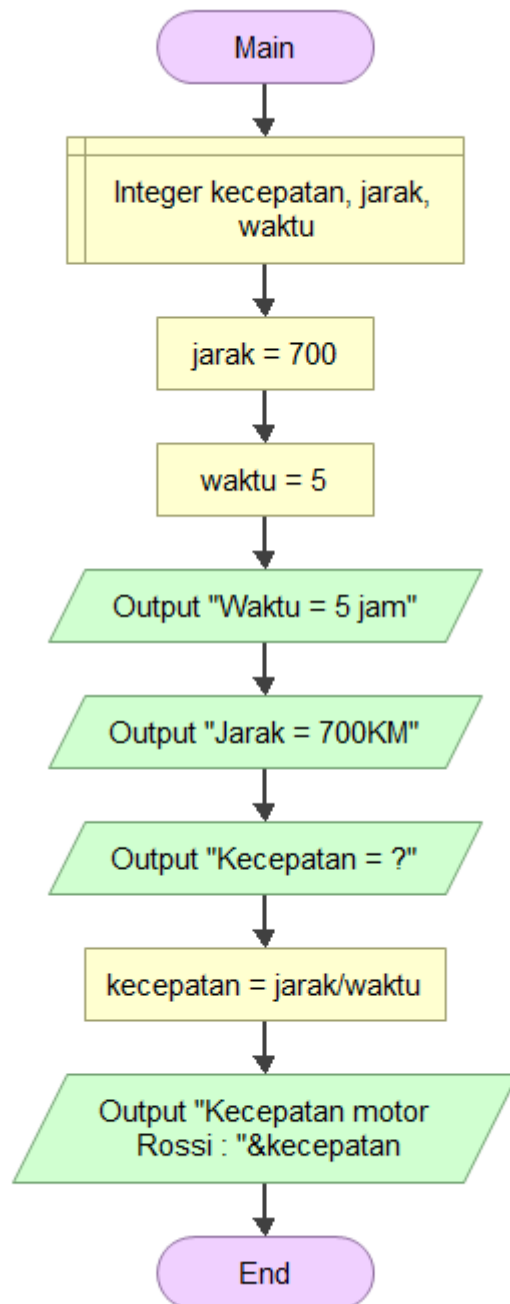 Main
Integer kecepatan, jarak,
waktu
jarak = 700
waktu = 5
Output "Waktu = 5 jam"
Output "Jarak = 700KM"
Output "Kecepatan = ?"
kecepatan = jarak/waktu
Output "Kecepatan motor
Rossi : "&kecepatan
End